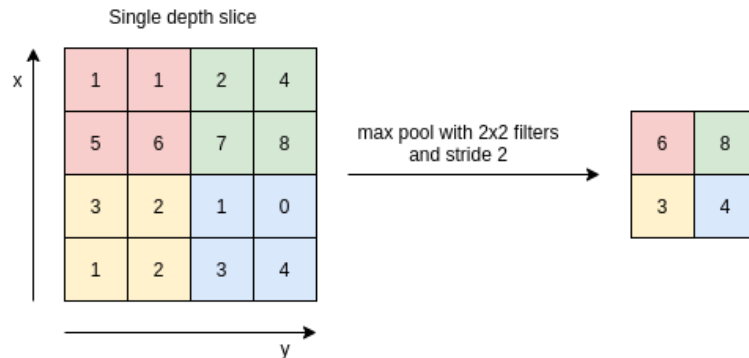 Single depth slice
x
1 1 2 4
5 6 7 8
3 2 1 0
1 2 3 4
y
max pool with 2x2 filters
and stride 2
6 8
3 4